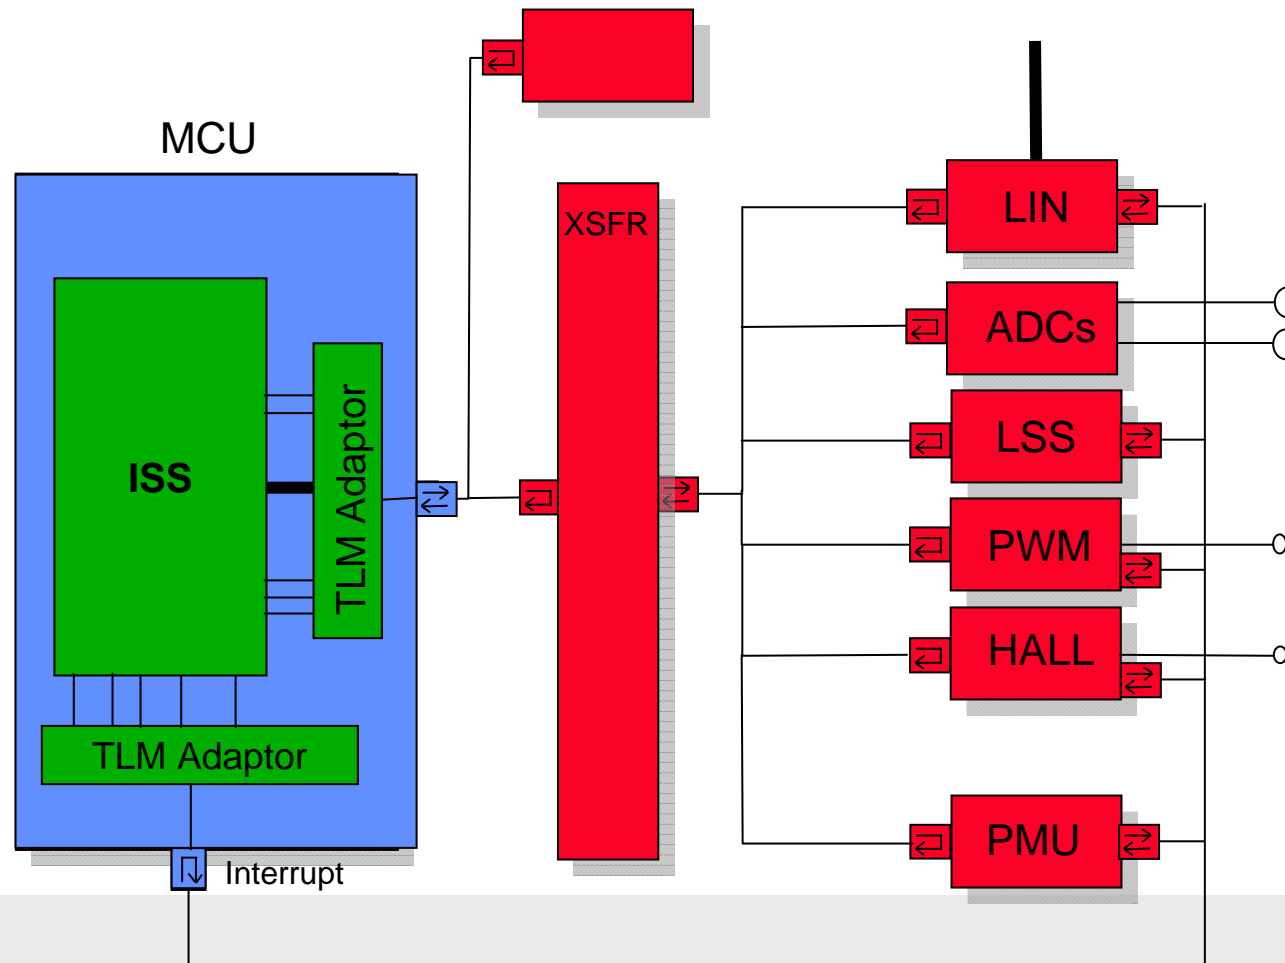 MCU
XSFR
LIN
ADCs
ISS
TLM Adaptor
LSS
PWM
HALL
TLM Adaptor
PMU
Interrupt